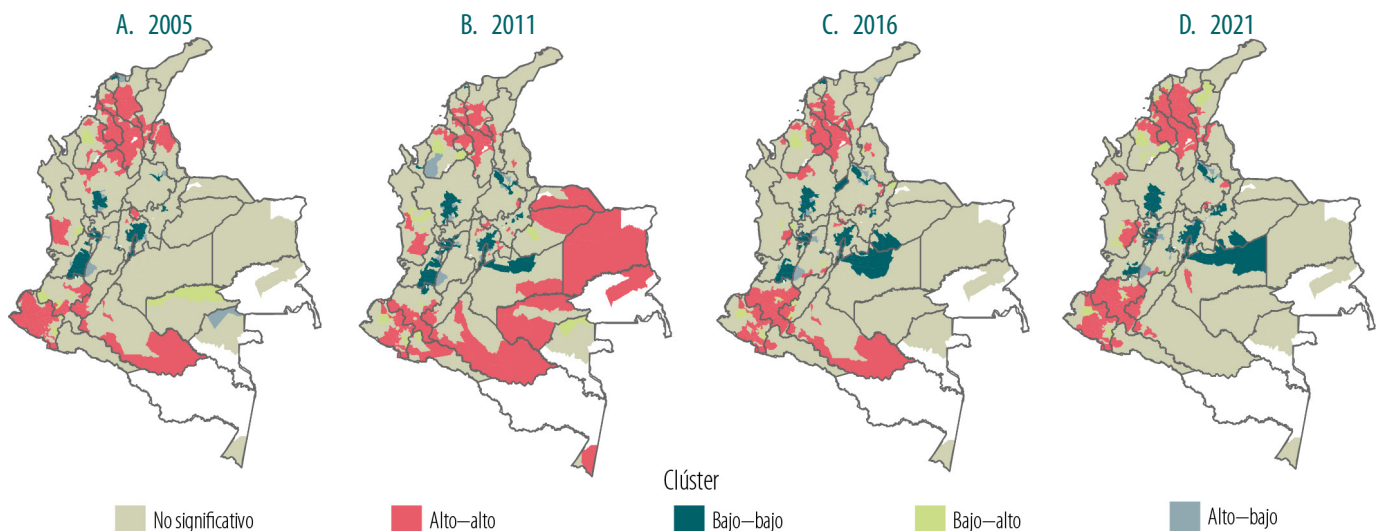 A. 2005
B. 2011
C. 2016
D. 2021
Clúster
No significativo
Alto–alto
Bajo–bajo
Bajo–alto
Alto–bajo